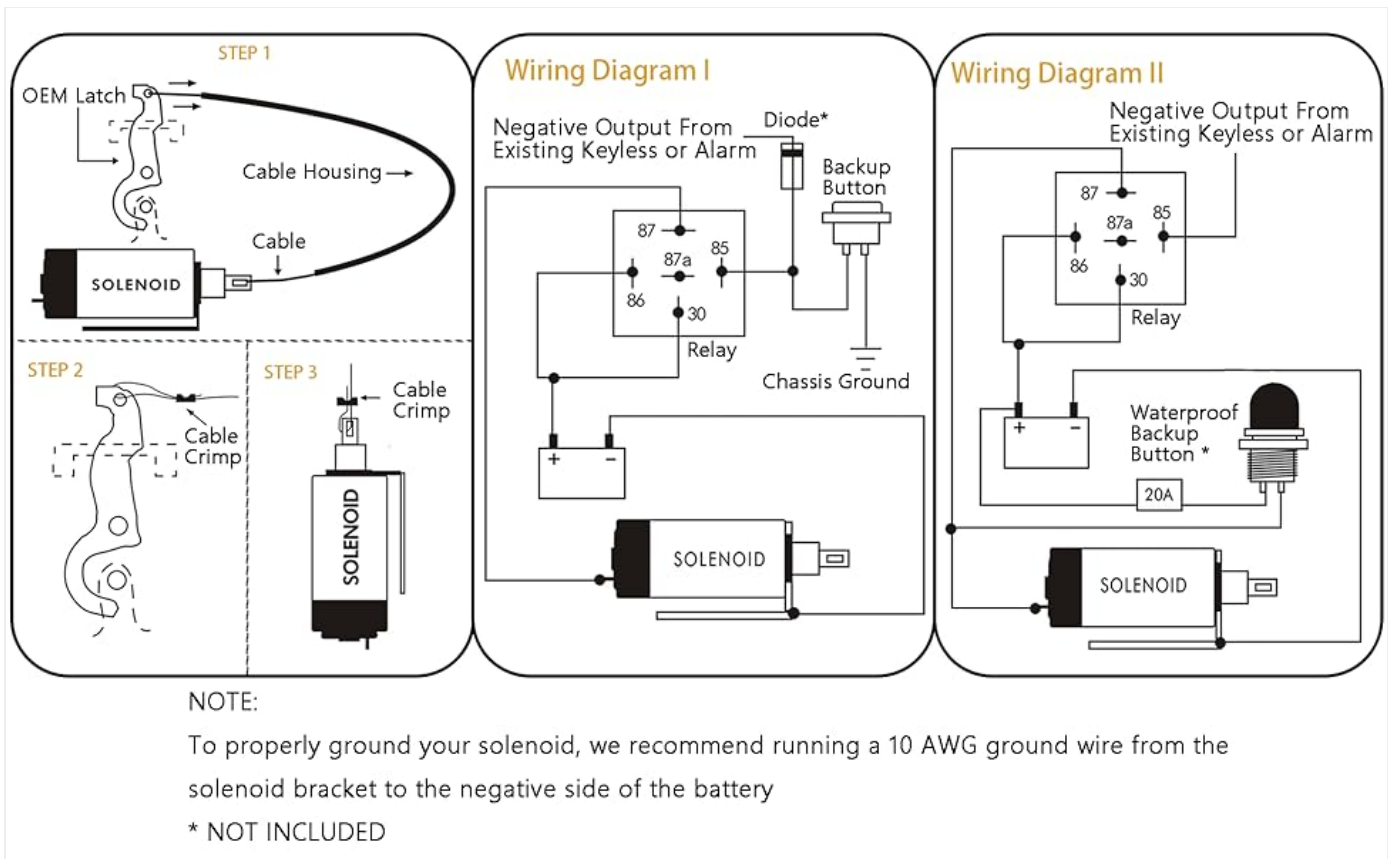 STEP 1
OEM Latch
Cable Housing
Cable
SOLENOID
STEP 2
Cable
Crimp
STEP 3
Cable
Crimp
SOLENOID
Wiring Diagram I
Negative Output From
Existing Keyless or Alarm
Diode*
Backup
Button
87
87a
85
86
30
Relay
Chassis Ground
+ −
SOLENOID
Wiring Diagram II
Negative Output From
Existing Keyless or Alarm
87
87a
85
86
30
Relay
+ −
Waterproof
Backup
Button *
20A
SOLENOID
NOTE:
To properly ground your solenoid, we recommend running a 10 AWG ground wire from the
solenoid bracket to the negative side of the battery
* NOT INCLUDED